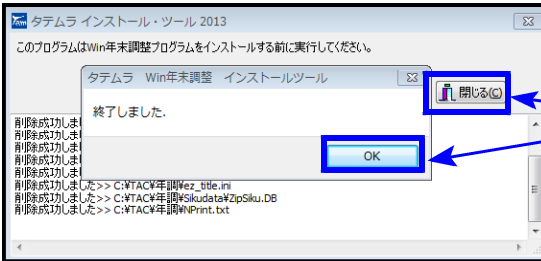 タテムラ インストール・ツール 2013
このプログラムはWin年末調整プログラムをインストールする前に実行してください。
タテムラ Win年末調整 インストールツール
終了しました.
閉じる(C)
OK
削除成功しま
削除成功しま
削除成功しま
削除成功しま
削除成功しま
削除成功しました>> C:¥TAC¥年調¥ez_title.ini
削除成功しました>> C:¥TAC¥年調¥Sikudata¥ZipSiku.DB
削除成功しました>> C:¥TAC¥年調¥NPrint.txt